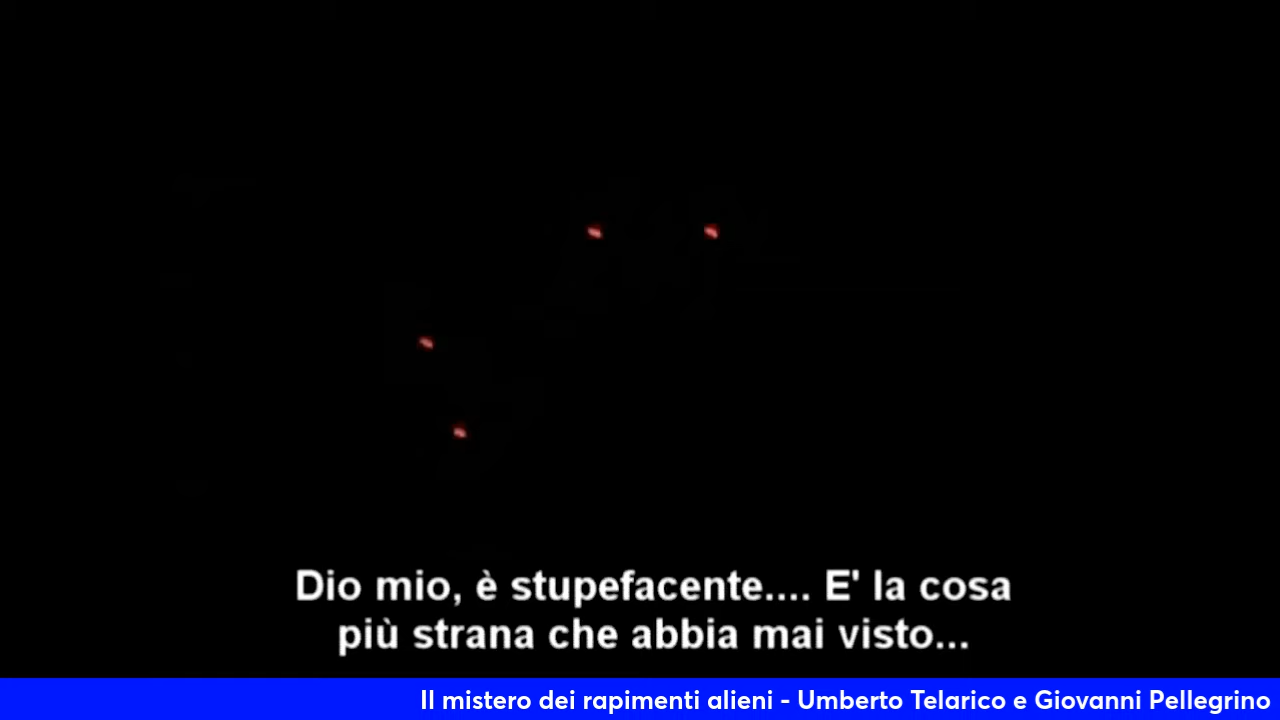 Dio mio, è stupefacente.... E' la cosa
più strana che abbia mai visto...
Il mistero dei rapimenti alieni - Umberto Telarico e Giovanni Pellegrino